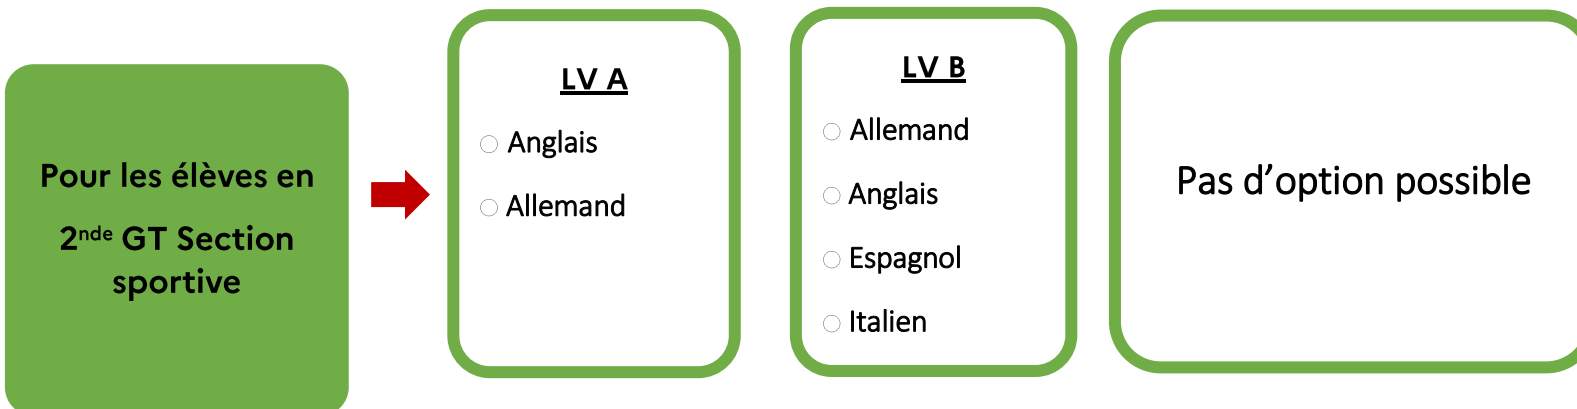 Pour les élèves en
2nde GT Section
sportive
LV A
Anglais
Allemand
LV B
Allemand
Anglais
Espagnol
Italien
Pas d’option possible